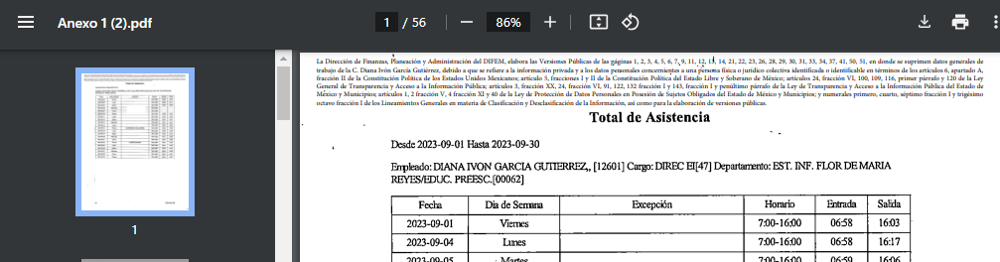 Anexo 1 (2).pdf
1 / 56
86%
1
La Dirección de Finanzas, Planeación y Administración del DIFEM, elabora las Versiones Públicas de las páginas 1, 2, 3, 4, 5, 6, 7, 9, 11, 12, 13, 14, 21, 22, 23, 26, 28, 29, 30, 31, 33, 34, 37, 41, 50, 51, en donde se suprimen datos generales de
trabajo de la C. Diana Ivón García Gutiérrez, debido a que se refiere a la información privada y a los datos personales concernientes a una persona física o jurídico colectiva identificada o identificable en términos de los artículos 6, apartado A,
fracción II de la Constitución Política de los Estados Unidos Mexicanos; artículo 5, fracciones I y II de la Constitución Política del Estado Libre y Soberano de México; artículos 24, fracción VI, 100, 109, 116, primer párrafo y 120 de la Ley
General de Transparencia y Acceso a la Información Pública; artículos 3, fracción XX, 24, fracción VI, 91, 122, 132 fracción I y 143, fracción I y penúltimo párrafo de la Ley de Transparencia y Acceso a la Información Pública del Estado de
México y Municipios; artículos 1, 2 fracción V, 4 fracción XI y 40 de la Ley de Protección de Datos Personales en Posesión de Sujetos Obligados del Estado de México y Municipios; y numerales primero, cuarto, séptimo fracción I y trigésimo
octavo fracción I de los Lineamientos Generales en materia de Clasificación y Desclasificación de la Información, así como para la elaboración de versiones públicas.
Total de Asistencia
Desde 2023-09-01 Hasta 2023-09-30
Empleado: DIANA IVON GARCIA GUTIERREZ,, [12601] Cargo: DIREC EI[47] Departamento: EST. INF. FLOR DE MARIA
REYES/EDUC. PREESC.[00062]
Fecha Día de Semana Excepción Horario Entrada Salida
2023-09-01 Viernes 7:00-16:00 06:58 16:03
2023-09-04 Lunes 7:00-16:00 06:58 16:17
2023-09-05 Martes 7:00-16:00 06:59 16:06